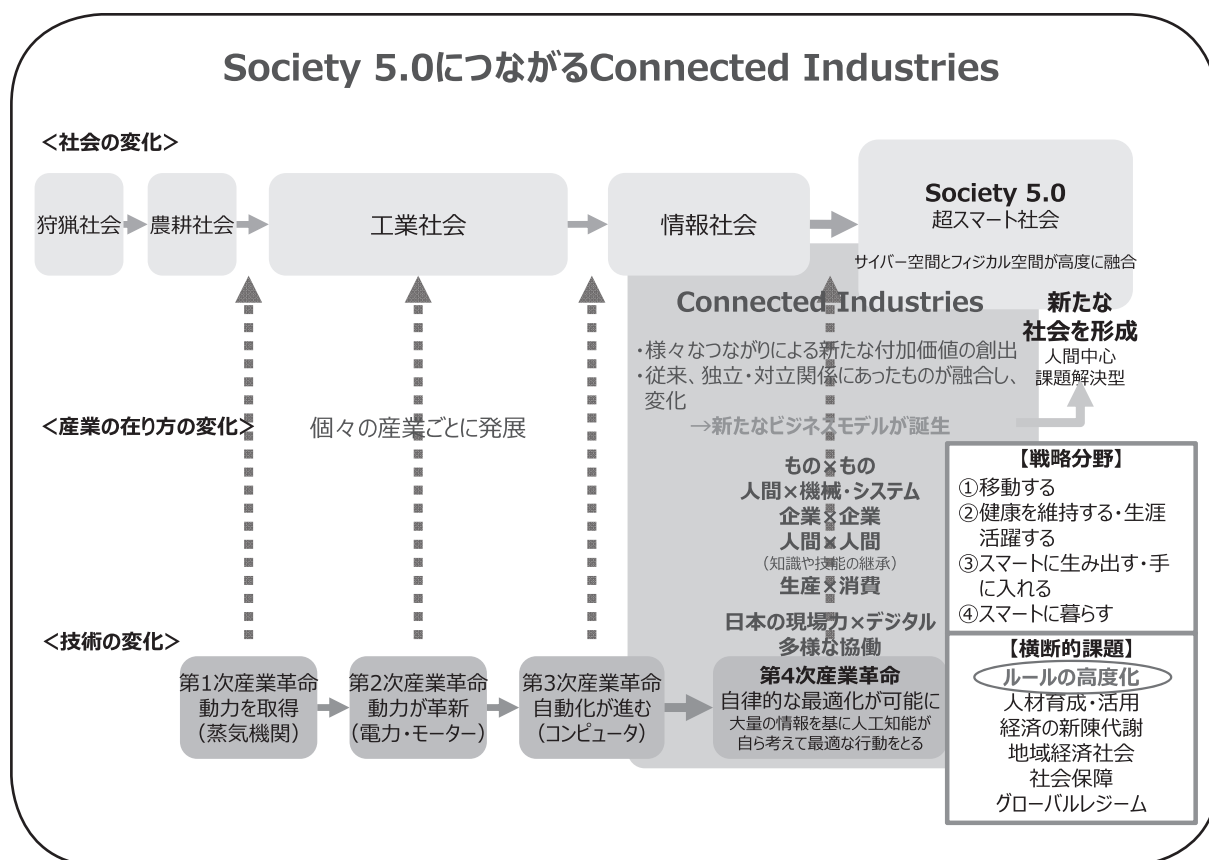 Society 5.0につながるConnected Industries
＜社会の変化＞
狩猟社会
農耕社会
工業社会
情報社会
Society 5.0
超スマート社会
サイバー空間とフィジカル空間が高度に融合
Connected Industries
・様々なつながりによる新たな付加価値の創出
・従来、独立・対立関係にあったものが融合し、
変化
→新たなビジネスモデルが誕生
新たな
社会を形成
人間中心
課題解決型
＜産業の在り方の変化＞
個々の産業ごとに発展
もの×もの
人間×機械・システム
企業×企業
人間×人間
（知識や技能の継承）
生産×消費
日本の現場力×デジタル
多様な協働
【戦略分野】
①移動する
②健康を維持する・生涯
活躍する
③スマートに生み出す・手
に入れる
④スマートに暮らす
＜技術の変化＞
第1次産業革命
動力を取得
(蒸気機関)
第2次産業革命
動力が革新
(電力・モーター)
第3次産業革命
自動化が進む
(コンピュータ)
第4次産業革命
自律的な最適化が可能に
大量の情報を基に人工知能が
自ら考えて最適な行動をとる
【横断的課題】
ルールの高度化
人材育成・活用
経済の新陳代謝
地域経済社会
社会保障
グローバルレジーム